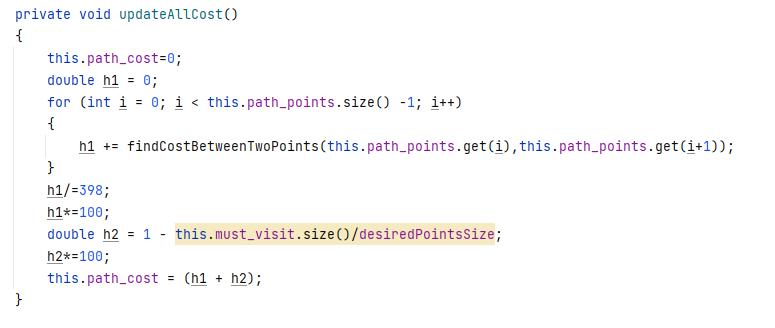 private void updateAllCost()
{
    this.path_cost=0;
    double h1 = 0;
    for (int i = 0; i < this.path_points.size() -1; i++)
    {
        h1 += findCostBetweenTwoPoints(this.path_points.get(i),this.path_points.get(i+1));
    }
    h1/=398;
    h1*=100;
    double h2 = 1 - this.must_visit.size()/desiredPointsSize;
    h2*=100;
    this.path_cost = (h1 + h2);
}